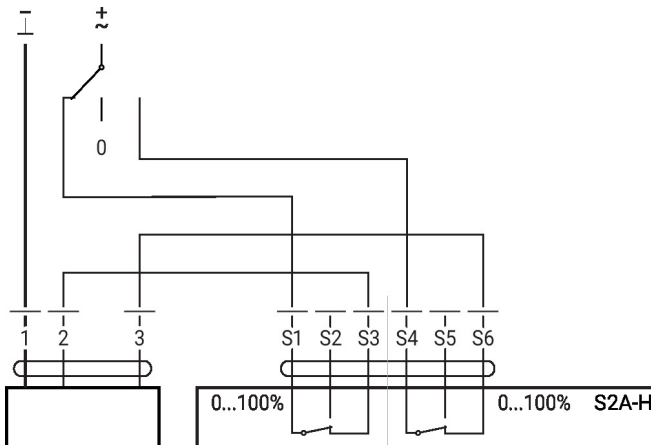 − +
⊥ ~
0
1 2 3 S1 S2 S3 S4 S5 S6
0...100% 0...100% S2A-H